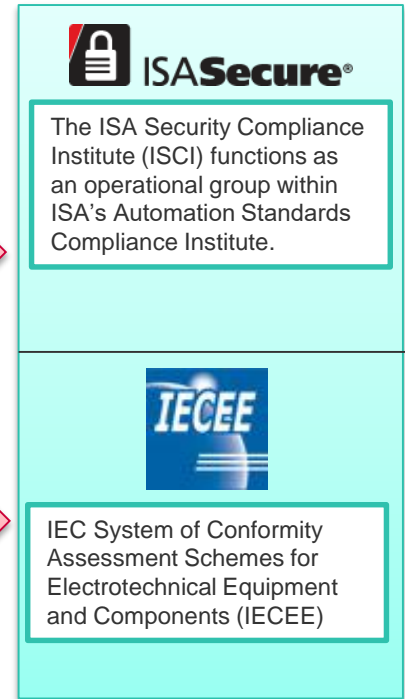 ISASecure®
The ISA Security Compliance
Institute (ISCI) functions as
an operational group within
ISA's Automation Standards
Compliance Institute.
IECEE
IEC System of Conformity
Assessment Schemes for
Electrotechnical Equipment
and Components (IECEE)